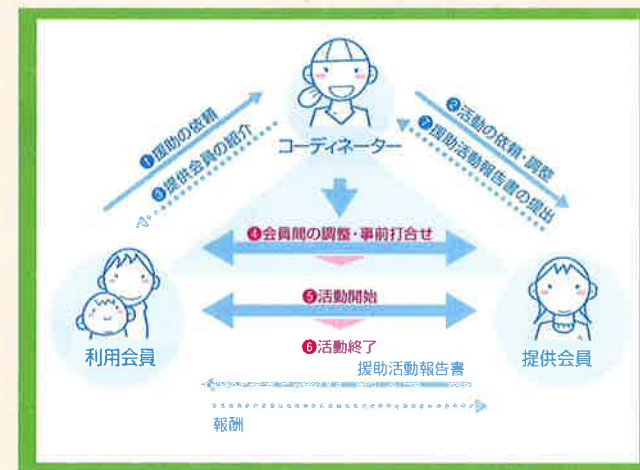 コーディネーター
❶援助の依頼
❸提供会員の紹介
❷活動の依頼・調整
❼援助活動報告書の提出
❹会員間の調整・事前打合せ
❺活動開始
❻活動終了
利用会員
提供会員
援助活動報告書
報酬